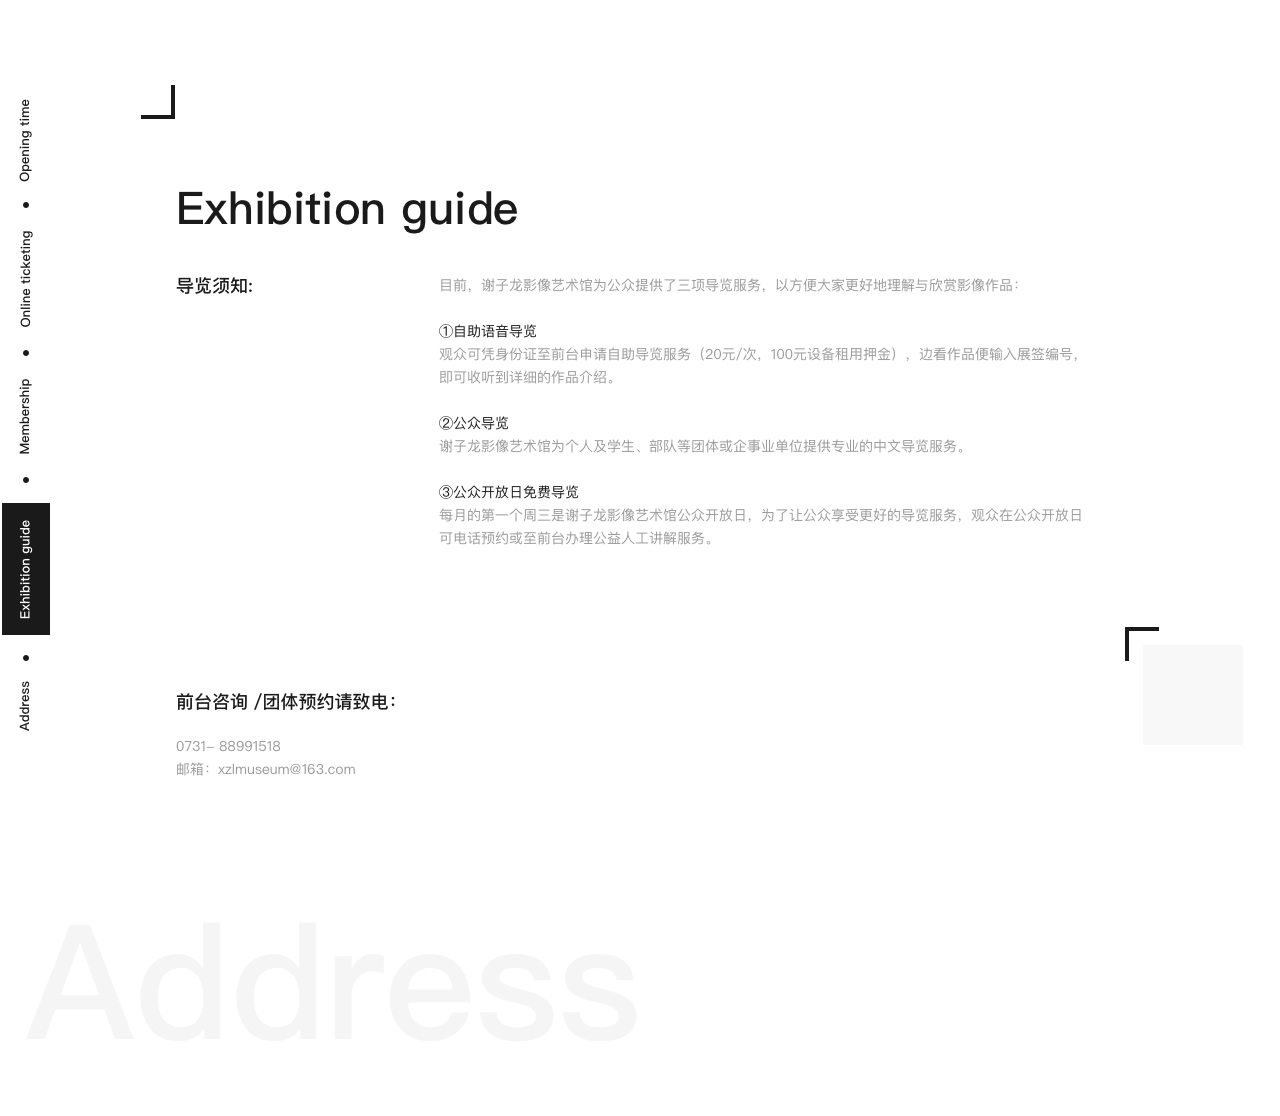 Opening time
Online ticketing
Membership
Exhibition guide
Address
Exhibition guide
导览须知:
目前，谢子龙影像艺术馆为公众提供了三项导览服务，以方便大家更好地理解与欣赏影像作品：
①自助语音导览
观众可凭身份证至前台申请自助导览服务（20元/次，100元设备租用押金），边看作品便输入展签编号，
即可收听到详细的作品介绍。
②公众导览
谢子龙影像艺术馆为个人及学生、部队等团体或企事业单位提供专业的中文导览服务。
③公众开放日免费导览
每月的第一个周三是谢子龙影像艺术馆公众开放日，为了让公众享受更好的导览服务，观众在公众开放日
可电话预约或至前台办理公益人工讲解服务。
前台咨询 /团体预约请致电：
0731– 88991518
邮箱：xzlmuseum@163.com
Address